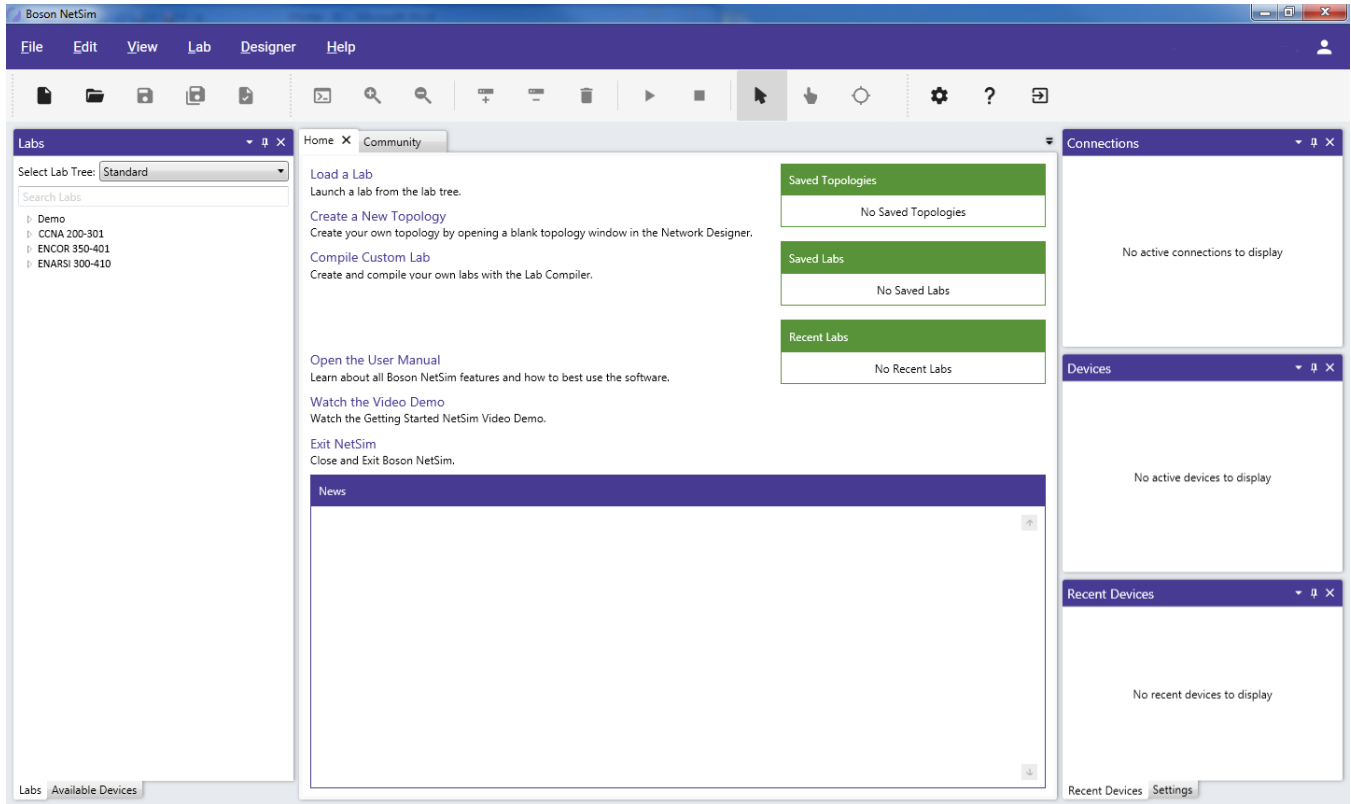 Boson NetSim
File Edit View Lab Designer Help
Labs
Select Lab Tree: Standard
Search Labs
Demo
CCNA 200-301
ENCOR 350-401
ENARSI 300-410
Labs Available Devices
Home Community
Load a Lab
Launch a lab from the lab tree.
Create a New Topology
Create your own topology by opening a blank topology window in the Network Designer.
Compile Custom Lab
Create and compile your own labs with the Lab Compiler.
Open the User Manual
Learn about all Boson NetSim features and how to best use the software.
Watch the Video Demo
Watch the Getting Started NetSim Video Demo.
Exit NetSim
Close and Exit Boson NetSim.
Saved Topologies
No Saved Topologies
Saved Labs
No Saved Labs
Recent Labs
No Recent Labs
News
Connections
No active connections to display
Devices
No active devices to display
Recent Devices
No recent devices to display
Recent Devices Settings